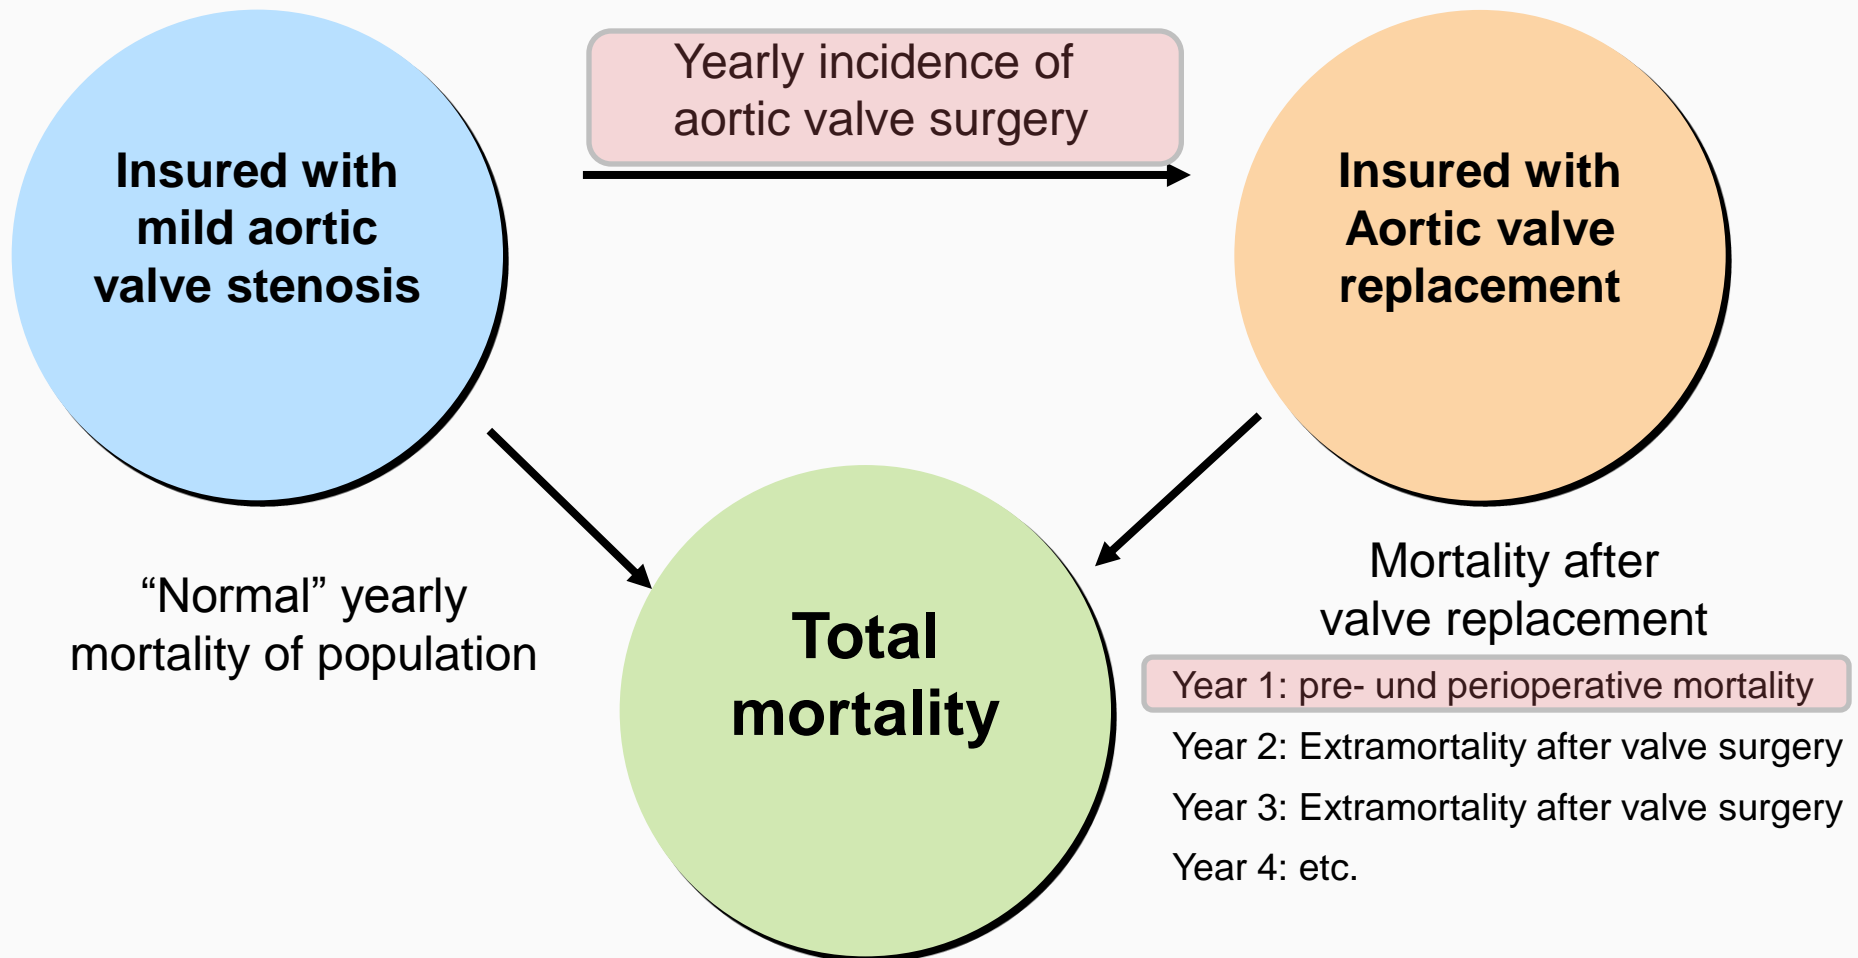 Yearly incidence of
aortic valve surgery
Insured with
mild aortic
valve stenosis
Insured with
Aortic valve
replacement
“Normal” yearly
mortality of population
Total
mortality
Mortality after
valve replacement
Year 1: pre- und perioperative mortality
Year 2: Extramortality after valve surgery
Year 3: Extramortality after valve surgery
Year 4: etc.